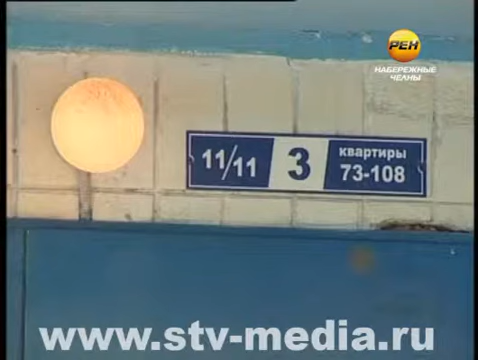 РЕН
НАБЕРЕЖНЫЕ
ЧЕЛНЫ
11/11
3
квартиры
73-108
www.stv-media.ru